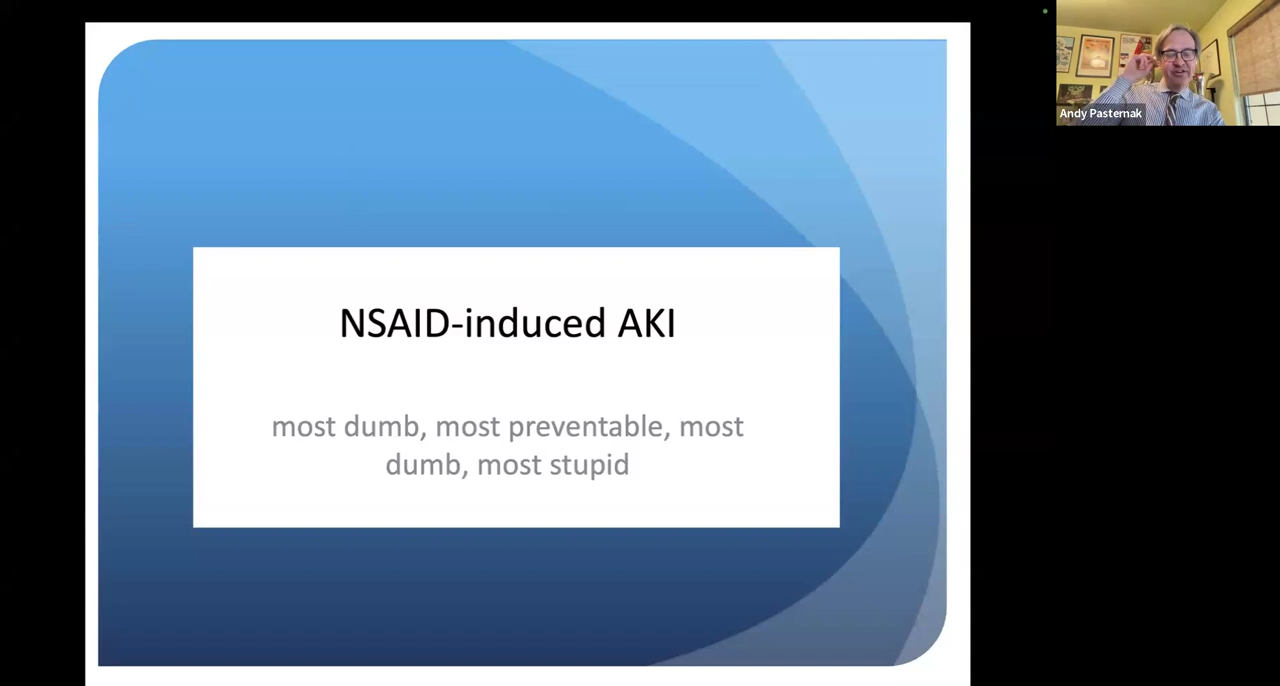 NSAID-induced AKI
most dumb, most preventable, most
dumb, most stupid
Andy Pasternak